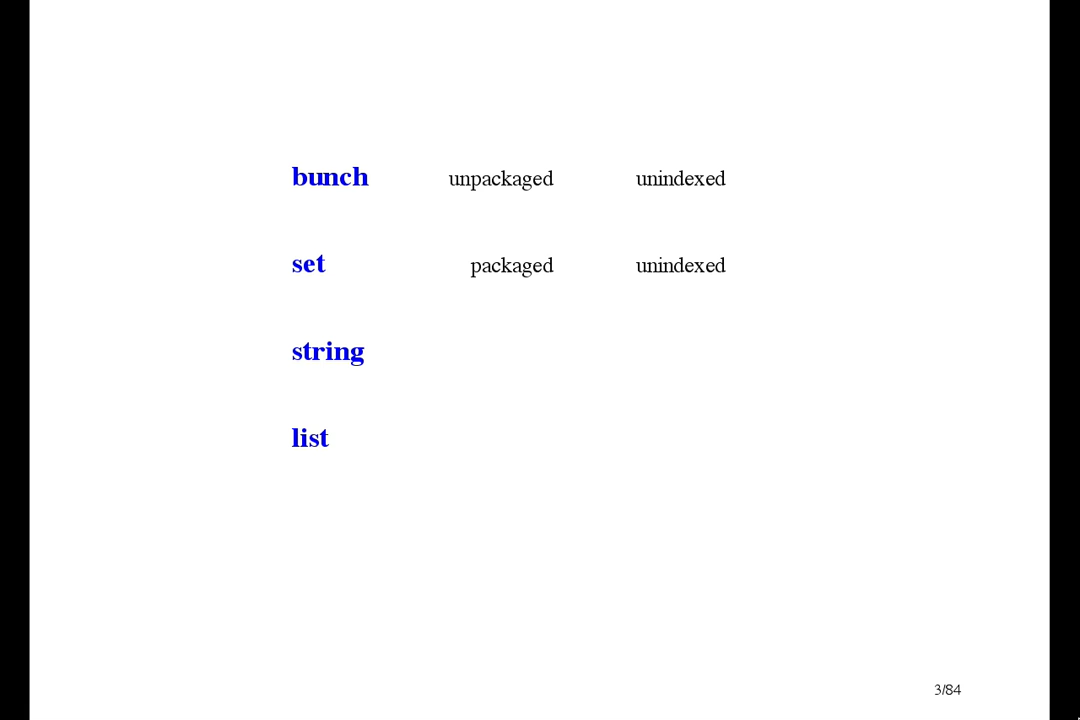 bunch unpackaged unindexed
set packaged unindexed
string
list
3/84